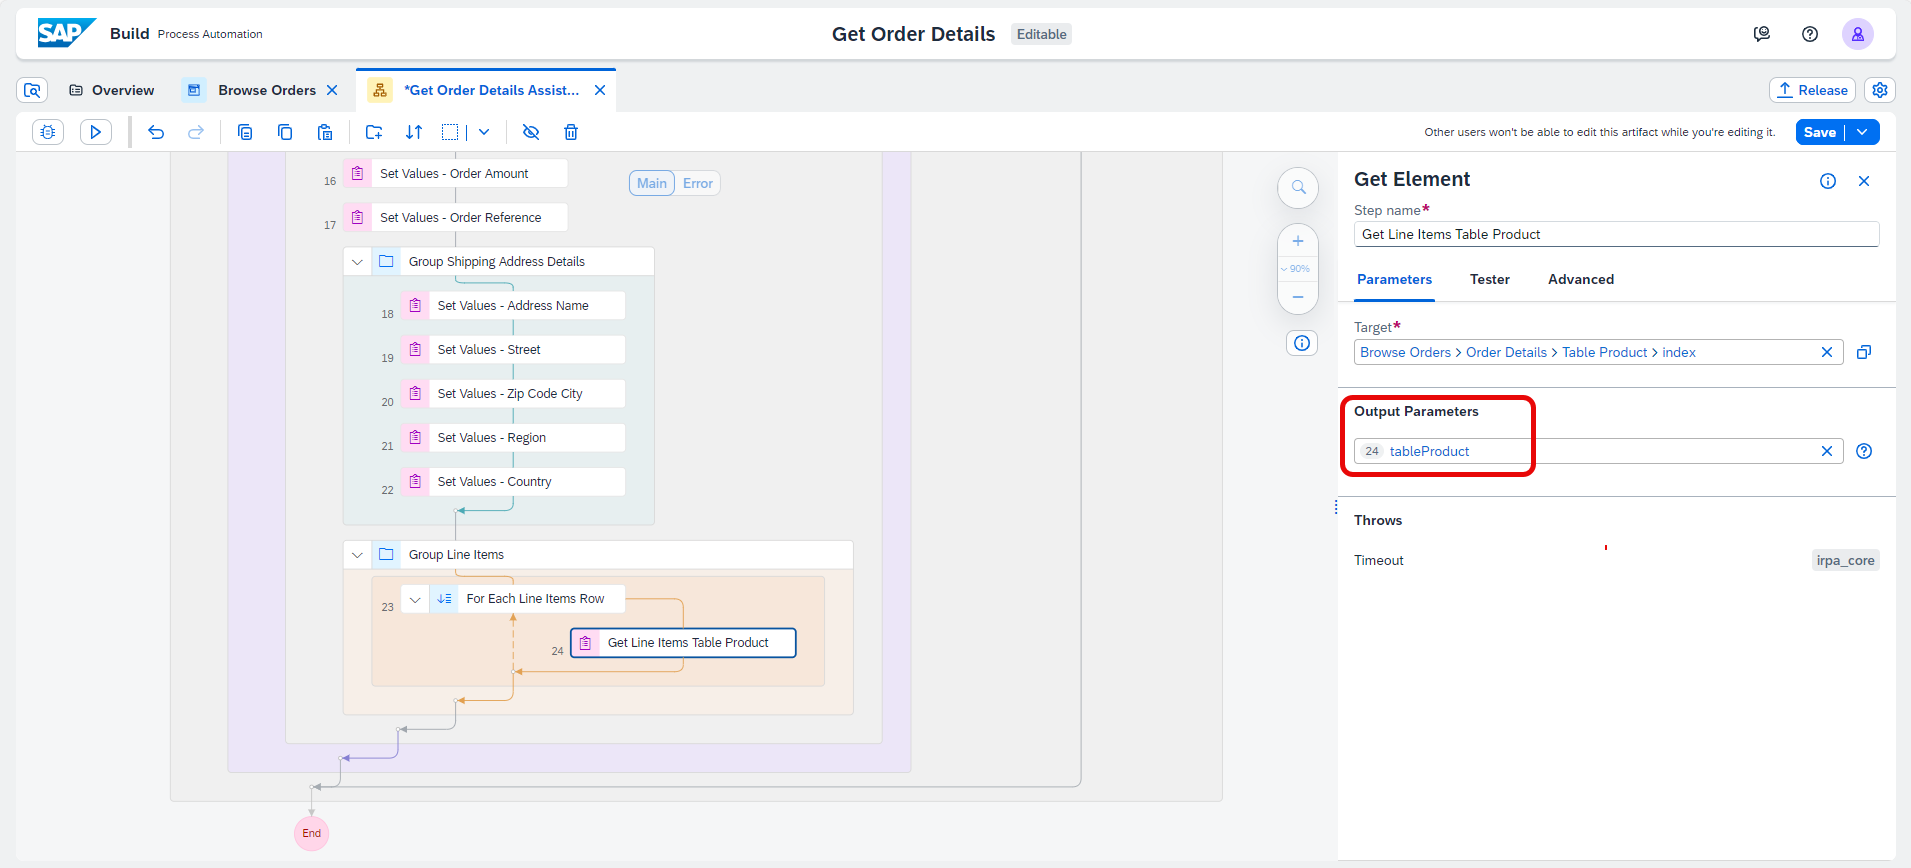 SAP Build Process Automation
Get Order Details Editable
Overview Browse Orders *Get Order Details Assist... Release
Other users won't be able to edit this artifact while you're editing it. Save
16 Set Values - Order Amount
Main Error
17 Set Values - Order Reference
Group Shipping Address Details
18 Set Values - Address Name
19 Set Values - Street
20 Set Values - Zip Code City
21 Set Values - Region
22 Set Values - Country
Group Line Items
23 For Each Line Items Row
24 Get Line Items Table Product
End
90%
Get Element
Step name*
Get Line Items Table Product
Parameters Tester Advanced
Target*
Browse Orders > Order Details > Table Product > index
Output Parameters
24 tableProduct
Throws
Timeout irpa_core